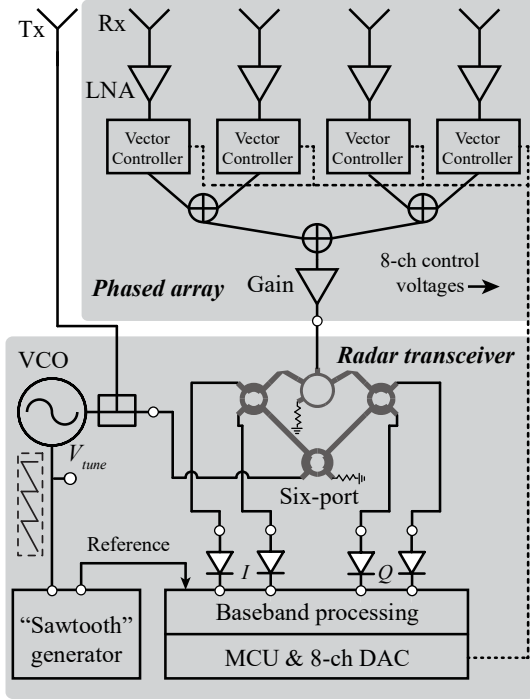 Tx
Rx
LNA
Vector
Controller
Vector
Controller
Vector
Controller
Vector
Controller
Phased array
Gain
8-ch control
voltages
Radar transceiver
VCO
Vtune
Six-port
Reference
I
Q
“Sawtooth”
generator
Baseband processing
MCU & 8-ch DAC